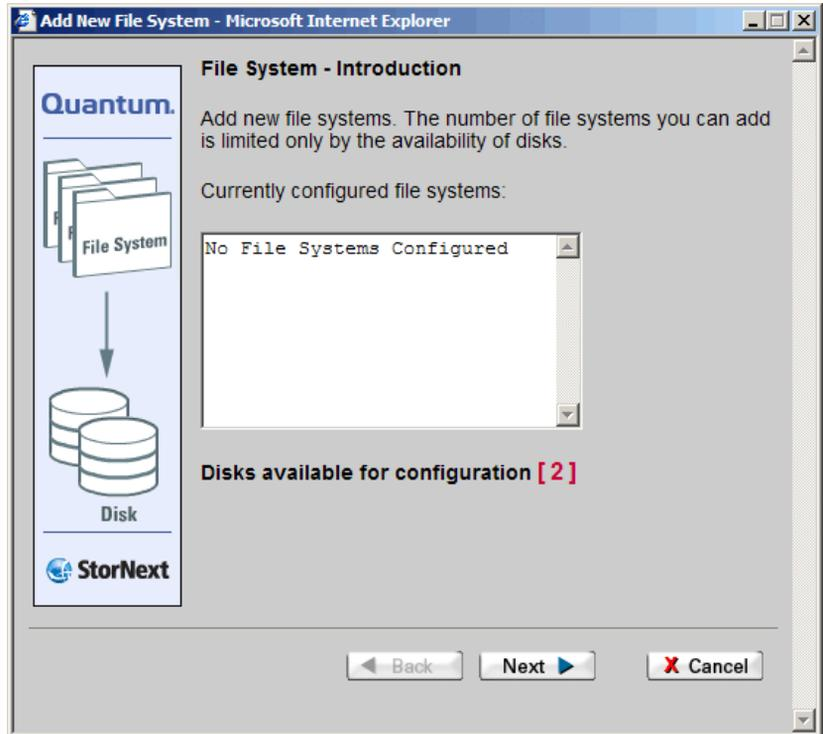 Add New File System - Microsoft Internet Explorer
Quantum.
File System
Disk
StorNext
File System - Introduction
Add new file systems. The number of file systems you can add
is limited only by the availability of disks.
Currently configured file systems:
No File Systems Configured
Disks available for configuration [ 2 ]
Back
Next
X Cancel